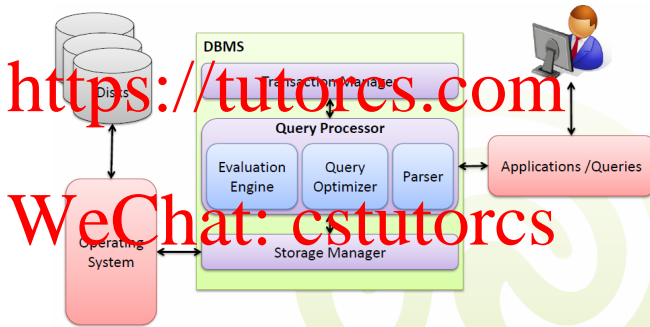 DBMS
https://tutorcs.com
Transaction Manager
Disks
Query Processor
Evaluation
Engine
Query
Optimizer
Parser
Applications /Queries
WeChat: cstutorcs
Operating
System
Storage Manager